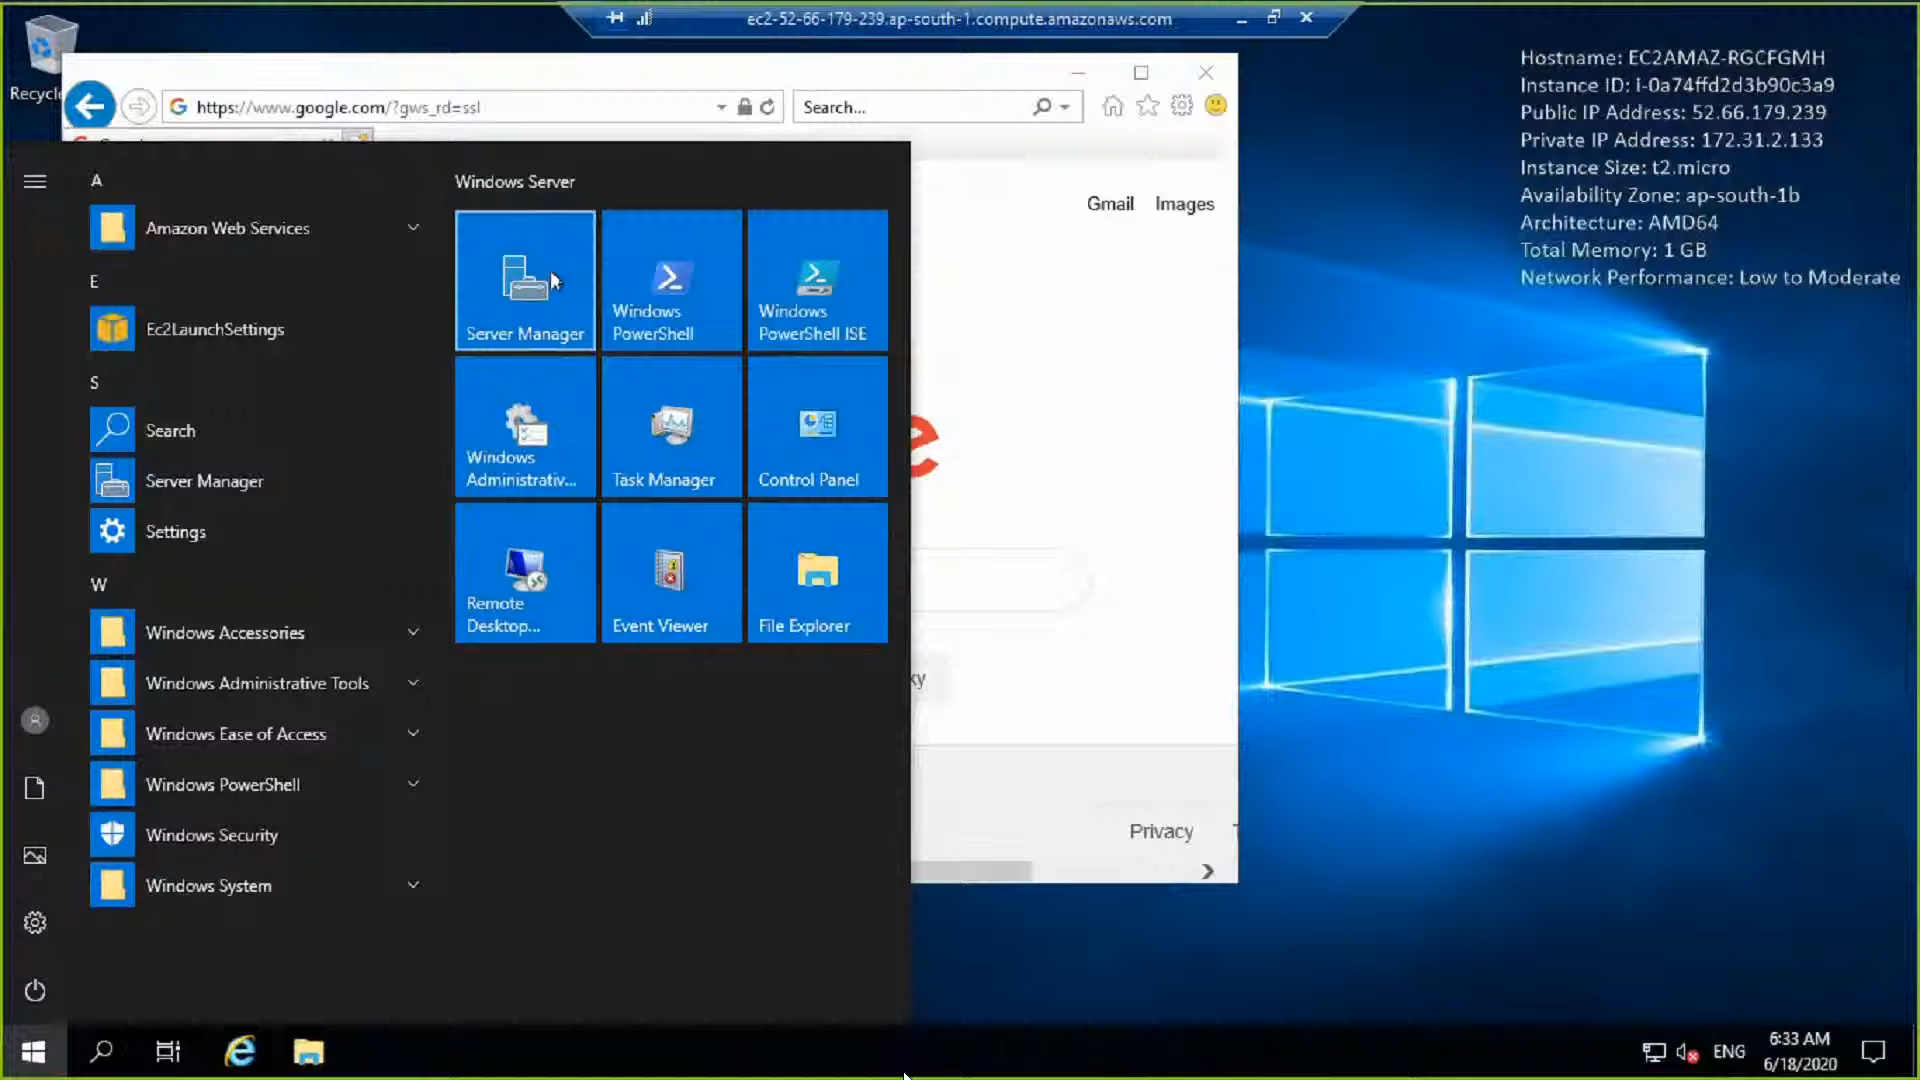 ec2-52-66-179-239.ap-south-1.compute.amazonaws.com
Hostname: EC2AMAZ-RGCFGMH
Instance ID: i-0a74ffd2d3b90c3a9
Public IP Address: 52.66.179.239
Private IP Address: 172.31.2.133
Instance Size: t2.micro
Availability Zone: ap-south-1b
Architecture: AMD64
Total Memory: 1 GB
Network Performance: Low to Moderate
Recycle
https://www.google.com/?gws_rd=ssl
Search...
Gmail Images
A
Amazon Web Services
E
Ec2LaunchSettings
S
Search
Server Manager
Settings
W
Windows Accessories
Windows Administrative Tools
Windows Ease of Access
Windows PowerShell
Windows Security
Windows System
Windows Server
Server Manager
Windows PowerShell
Windows PowerShell ISE
Windows Administrativ...
Task Manager
Control Panel
Remote Desktop...
Event Viewer
File Explorer
e
ky
Privacy
ENG
6:33 AM
6/18/2020